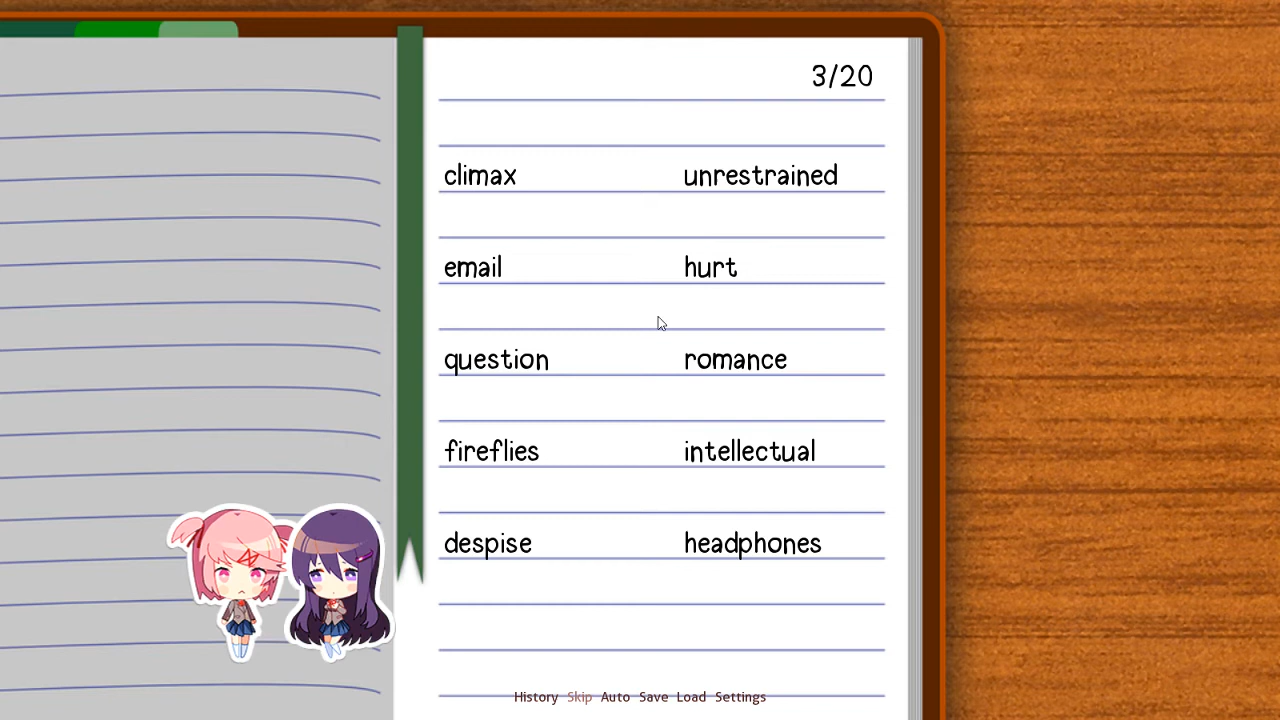 3/20
climax unrestrained
email hurt
question romance
fireflies intellectual
despise headphones
History Skip Auto Save Load Settings